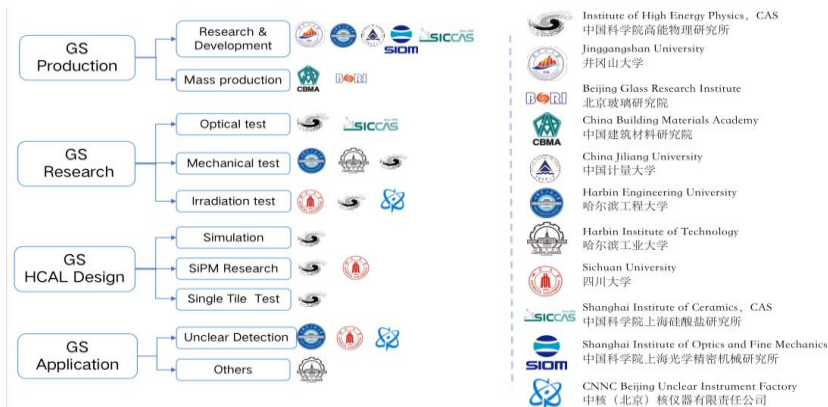 GS
Production
Research &
Development
SIOM
SICCAS
Mass production
CBMA
BGRI
GS
Research
Optical test
SICCAS
Mechanical test
Irradiation test
GS
HCAL Design
Simulation
SiPM Research
Single Tile Test
GS
Application
Unclear Detection
Others
Institute of High Energy Physics, CAS
中国科学院高能物理研究所
Jinggangshan University
井冈山大学
BGRI
Beijing Glass Research Institute
北京玻璃研究院
CBMA
China Building Materials Academy
中国建筑材料研究院
China Jiliang University
中国计量大学
Harbin Engineering University
哈尔滨工程大学
Harbin Institute of Technology
哈尔滨工业大学
Sichuan University
四川大学
SICCAS
Shanghai Institute of Ceramics, CAS
中国科学院上海硅酸盐研究所
SIOM
Shanghai Institute of Optics and Fine Mechanics
中国科学院上海光学精密机械研究所
CNNC Beijing Unclear Instrument Factory
中核（北京）核仪器有限责任公司